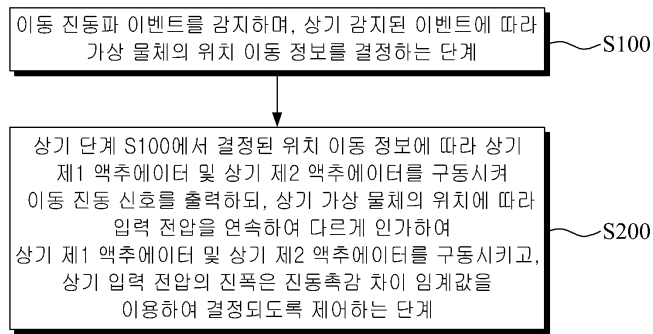 이동 진동파 이벤트를 감지하며, 상기 감지된 이벤트에 따라
가상 물체의 위치 이동 정보를 결정하는 단계
S100
상기 단계 S100에서 결정된 위치 이동 정보에 따라 상기
제1 액추에이터 및 상기 제2 액추에이터를 구동시켜
이동 진동 신호를 출력하되, 상기 가상 물체의 위치에 따라
입력 전압을 연속하여 다르게 인가하여
상기 제1 액추에이터 및 상기 제2 액추에이터를 구동시키고,
상기 입력 전압의 진폭은 진동촉감 차이 임계값을
이용하여 결정되도록 제어하는 단계
S200